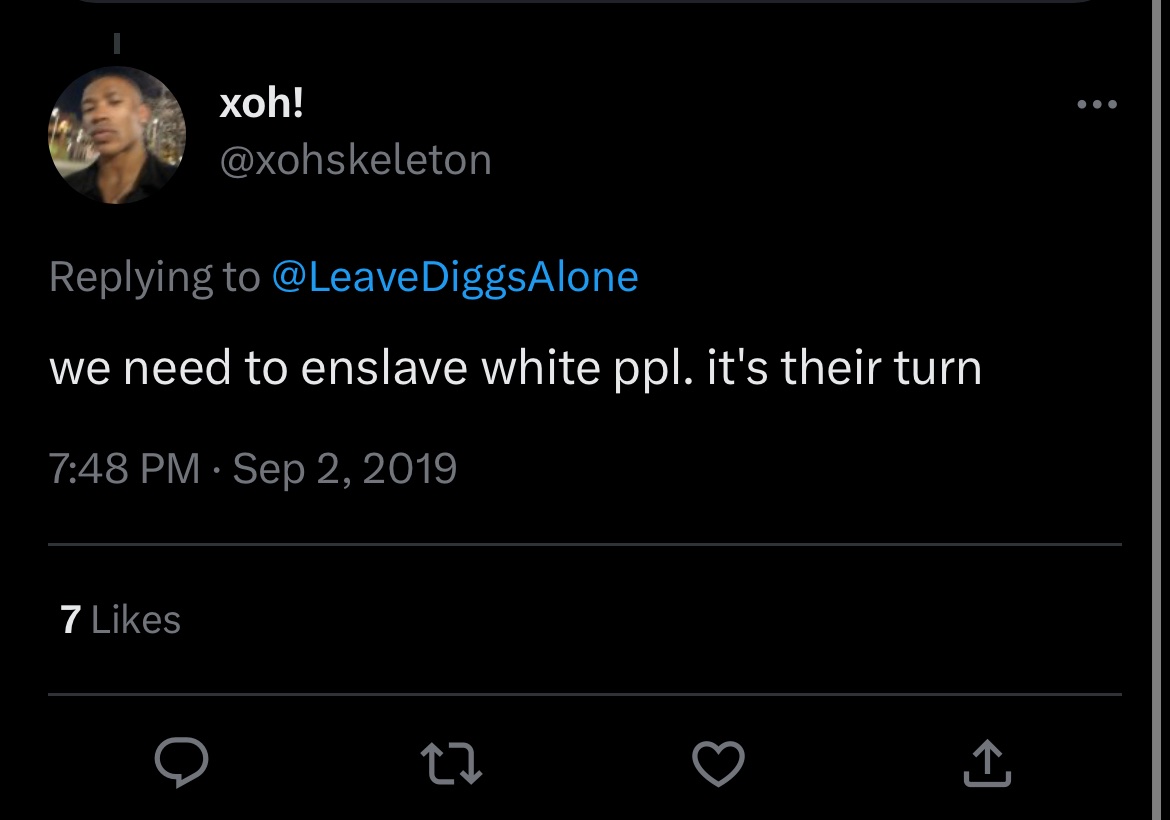 xoh!
@xohskeleton
Replying to @LeaveDiggsAlone
we need to enslave white ppl. it's their turn
7:48 PM · Sep 2, 2019
7 Likes